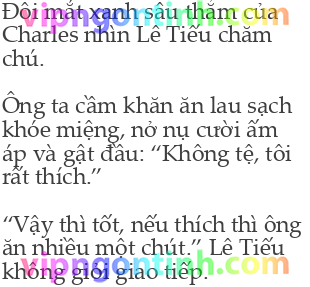 vipngontinh.com
Đôi mắt xanh sâu thẳm của
Charles nhìn Lê Tiếu chăm
chú.
Ông ta cầm khăn ăn lau sạch
khóe miệng, nở nụ cười ấm
áp và gật đầu: “Không tệ, tôi
rất thích.”
“Vậy thì tốt, nếu thích thì ông
ăn nhiều một chút.” Lê Tiếu
vipngontinh.com
không giỏi giao tiếp.